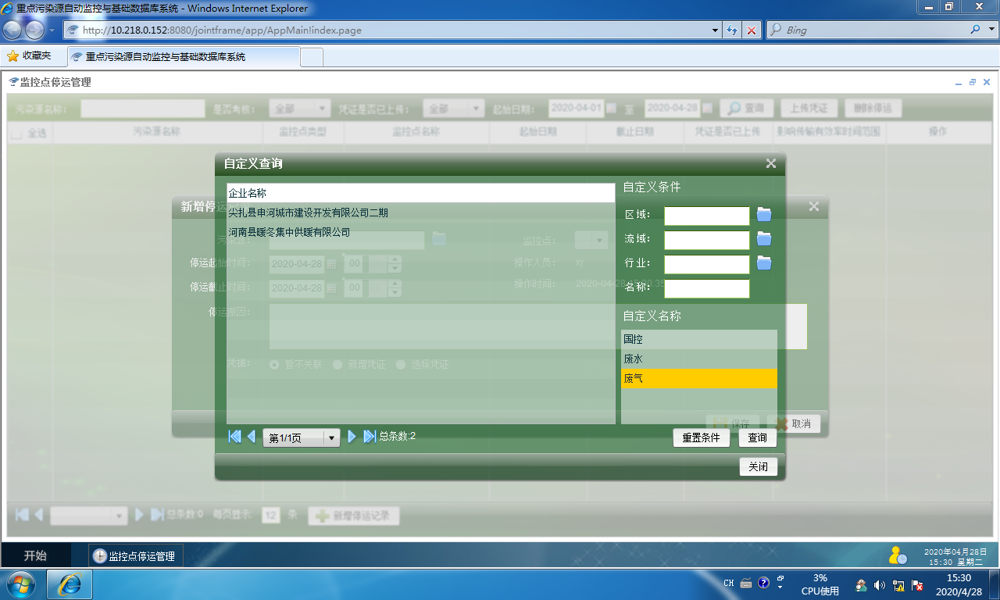 重点污染源自动监控与基础数据库系统 - Windows Internet Explorer
http://10.218.0.152:8080/jointframe/app/AppMain!index.page
Bing
收藏夹
重点污染源自动监控与基础数据库系统
监控点停运管理
污染源名称：
是否考核：
全部
凭证是否已上传：
全部
起始日期：
2020-04-01
至
2020-04-28
查询
上传凭证
删除停运
全选
污染源名称
监控点类型
监控点名称
起始日期
截止日期
凭证是否已上传
影响传输有效率时间范围
操作
自定义查询
企业名称
尖扎县申河城市建设开发有限公司二期
河南县暖冬集中供暖有限公司
自定义条件
区域：
流域：
行业：
名称：
自定义名称
国控
废水
废气
新增停运
污染源：
监控点：
停运起始时间：
2020-04-28
00
操作人员：
xy
停运截止时间：
2020-04-28
00
操作时间：
停运原因：
凭据：
暂不关联
新增凭证
选择凭证
保存
取消
第1/1页
总条数:2
重置条件
查询
关闭
总条数:0
每页显示:
12
条
新增停运记录
开始
监控点停运管理
2020年04月28日
15:30 星期二
CH
3%
CPU使用
15:30
2020/4/28